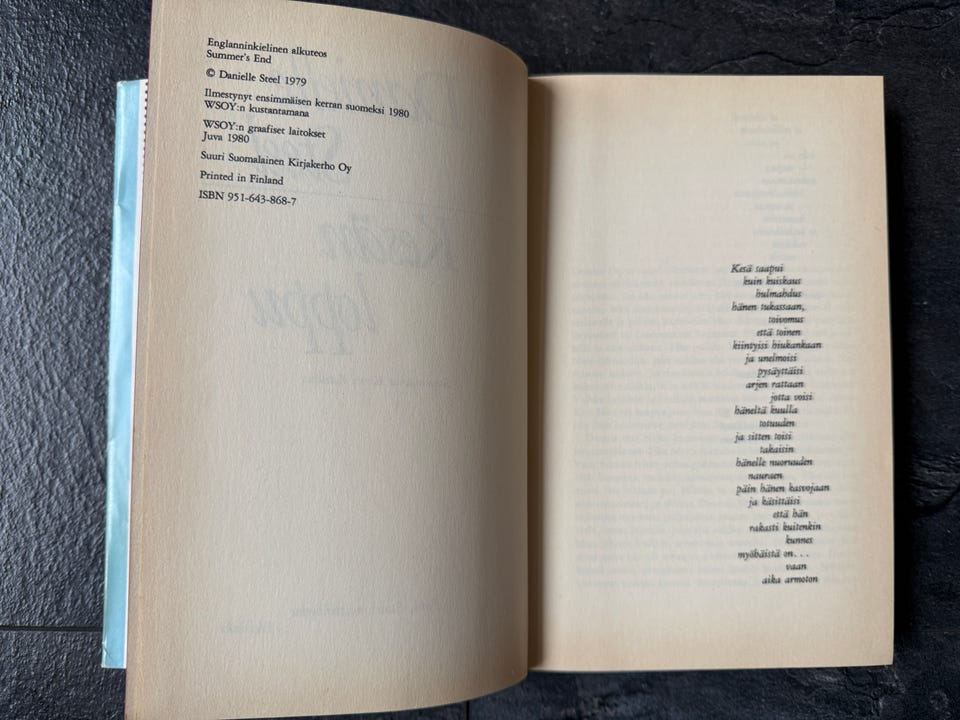 Englanninkielinen alkuteos
Summer's End
© Danielle Steel 1979
Ilmestynyt ensimmäisen kerran suomeksi 1980
WSOY:n kustantamana
WSOY:n graafiset laitokset
Juva 1980
Suuri Suomalainen Kirjakerho Oy
Printed in Finland
ISBN 951-643-868-7
Kesä saapui
kuin kuiskaus
hulmahdus
hänen tukassaan,
toivomus
että toinen
kiintyisi hiukankaan
ja unelmoisi
pysäyttäisi
arjen rattaan
jotta voisi
häneltä kuulla
totuuden
ja sitten toisi
takaisin
hänelle nuoruuden
nauraen
päin hänen kasvojaan
ja käsittäisi
että hän
rakasti kuitenkin
kunnes
myöhäistä on...
vaan
aika armoton